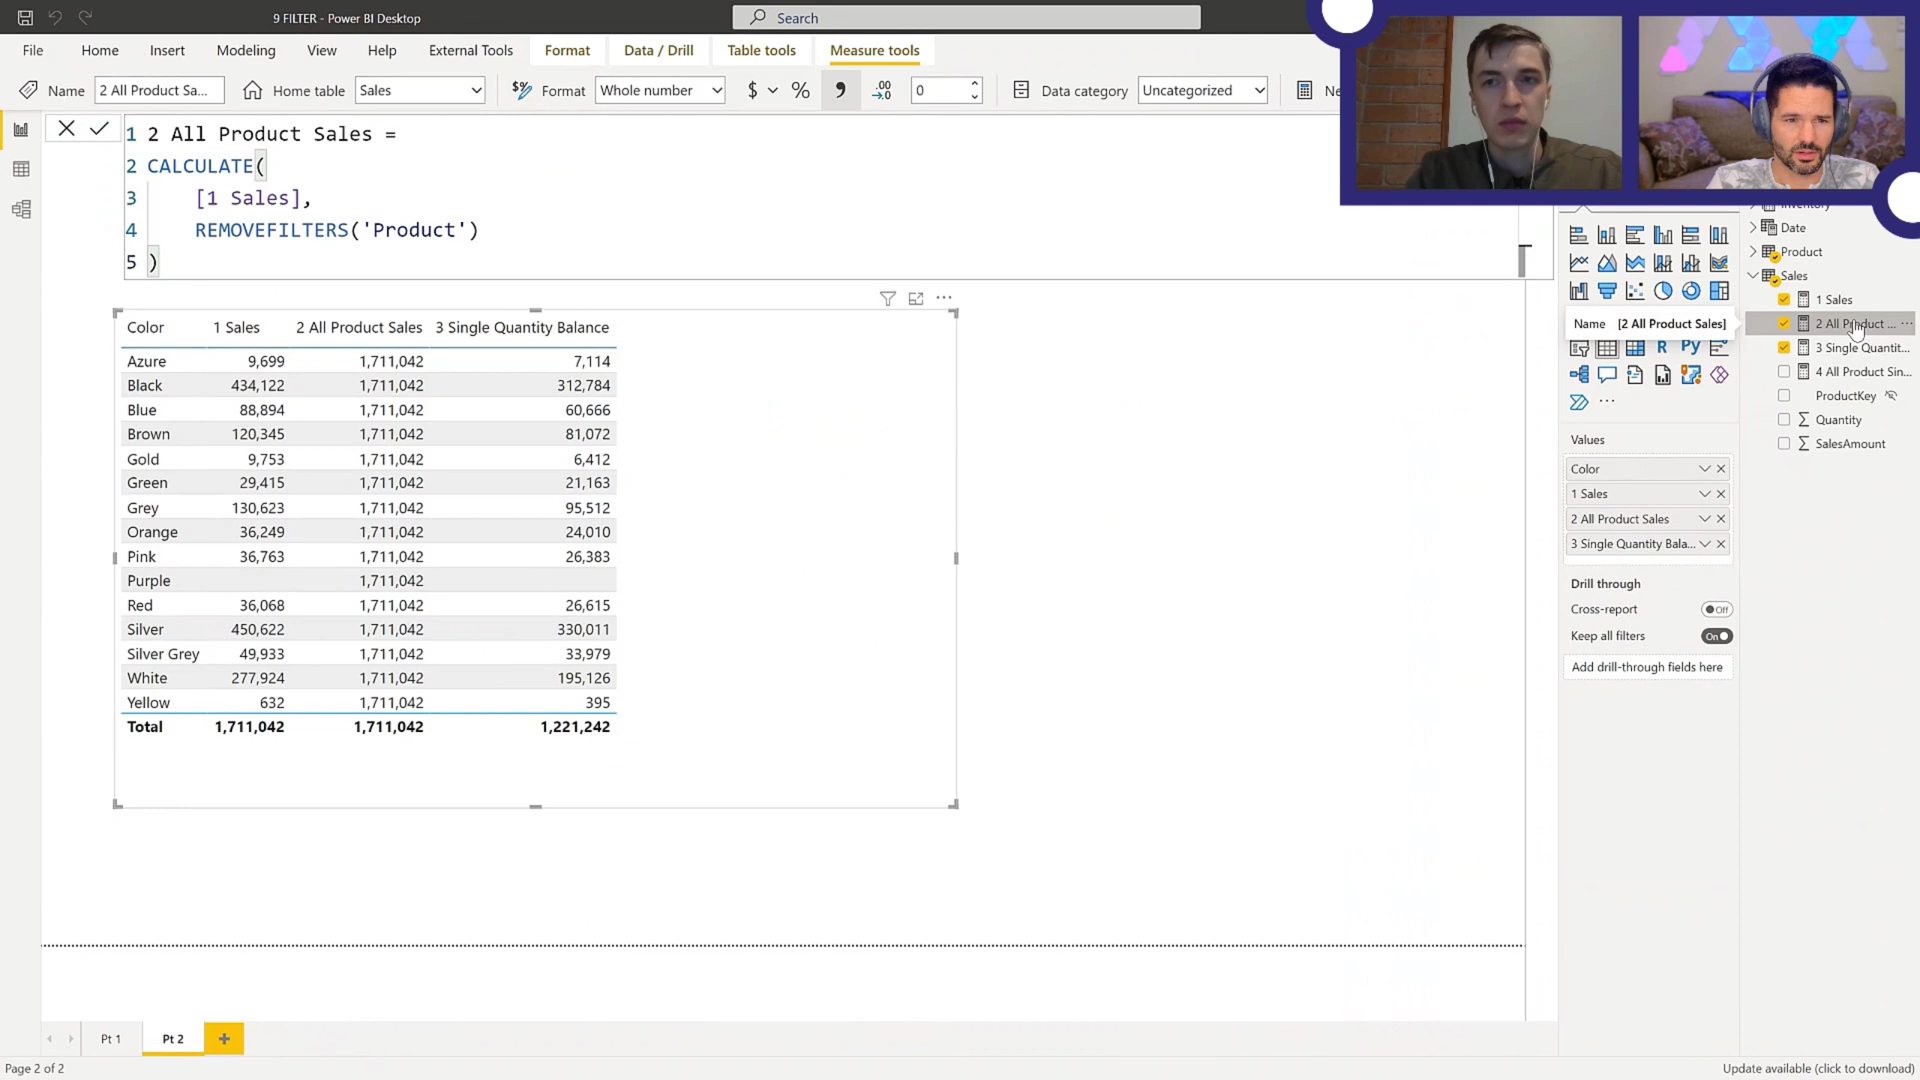 9 FILTER - Power BI Desktop
Search
File Home Insert Modeling View Help External Tools Format Data / Drill Table tools Measure tools
Name 2 All Product Sa... Home table Sales Format Whole number $ % , .00 0 Data category Uncategorized
1 2 All Product Sales =
2 CALCULATE(
3 [1 Sales],
4 REMOVEFILTERS('Product')
5 )
Color 1 Sales 2 All Product Sales 3 Single Quantity Balance
Azure 9,699 1,711,042 7,114
Black 434,122 1,711,042 312,784
Blue 88,894 1,711,042 60,666
Brown 120,345 1,711,042 81,072
Gold 9,753 1,711,042 6,412
Green 29,415 1,711,042 21,163
Grey 130,623 1,711,042 95,512
Orange 36,249 1,711,042 24,010
Pink 36,763 1,711,042 26,383
Purple 1,711,042
Red 36,068 1,711,042 26,615
Silver 450,622 1,711,042 330,011
Silver Grey 49,933 1,711,042 33,979
White 277,924 1,711,042 195,126
Yellow 632 1,711,042 395
Total 1,711,042 1,711,042 1,221,242
Name [2 All Product Sales]
R Py
Values
Color
1 Sales
2 All Product Sales
3 Single Quantity Bala...
Drill through
Cross-report Off
Keep all filters On
Add drill-through fields here
Date
Product
Sales
1 Sales
2 All Product ...
3 Single Quantit...
4 All Product Sin...
ProductKey
Quantity
SalesAmount
Pt 1 Pt 2 +
Page 2 of 2
Update available (click to download)